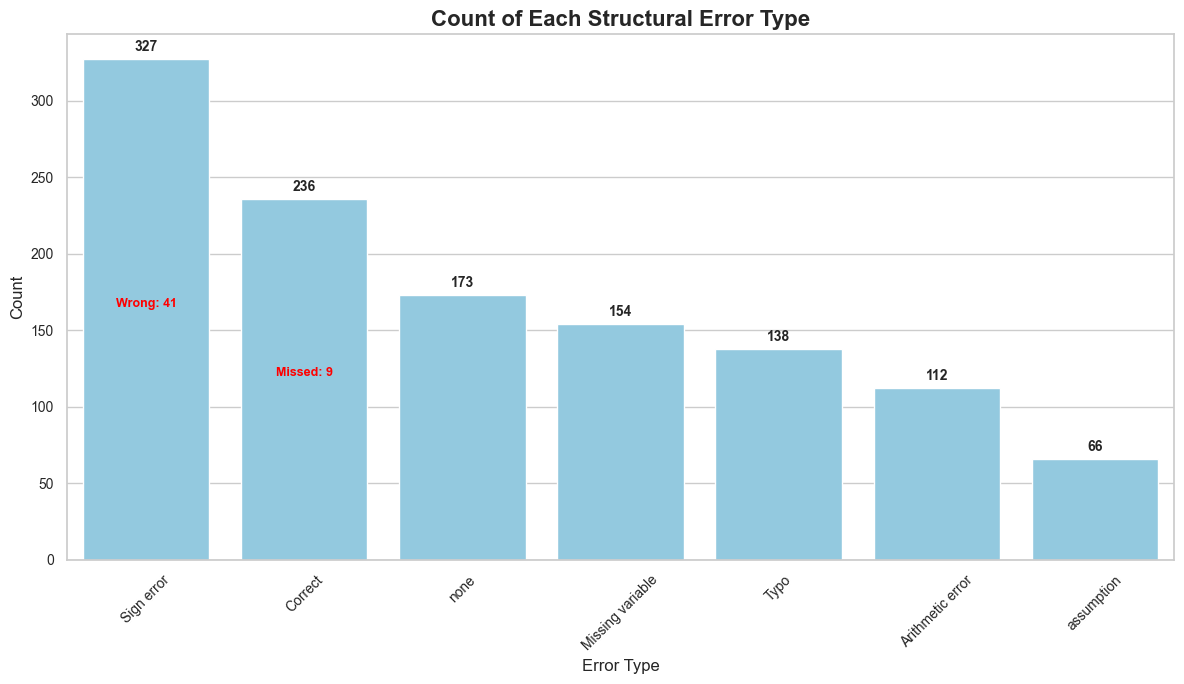 Count of Each Structural Error Type
327
236
173
154
138
112
66
Wrong: 41
Missed: 9
Count
300
250
200
150
100
50
0
Sign error
Correct
none
Missing variable
Typo
Arithmetic error
assumption
Error Type